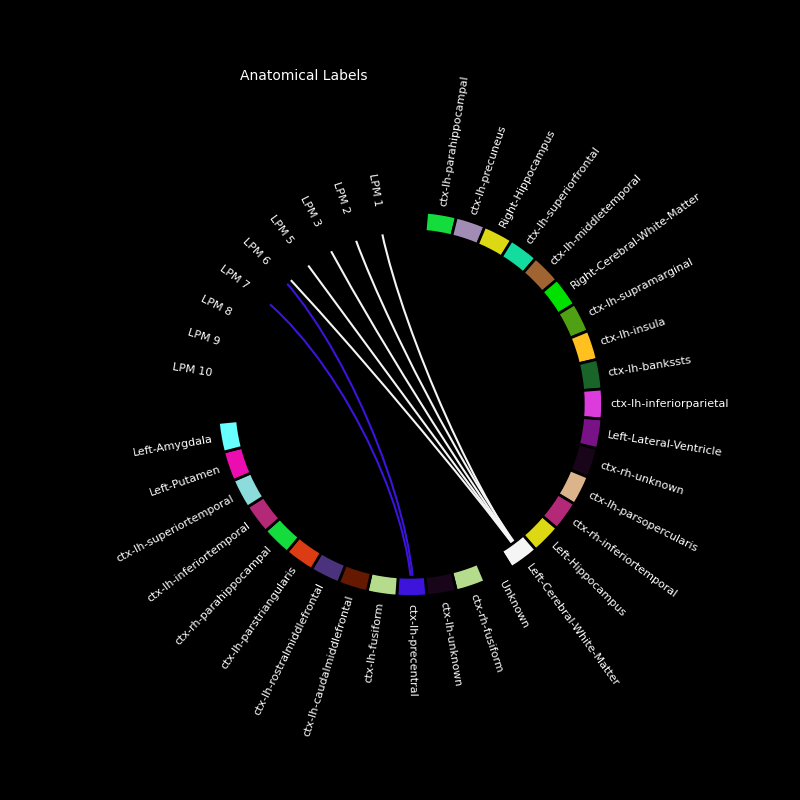 Anatomical Labels
ctx-lh-parahippocampal
ctx-lh-precuneus
Right-Hippocampus
ctx-lh-superiorfrontal
ctx-lh-middletemporal
Right-Cerebral-White-Matter
ctx-lh-supramarginal
ctx-lh-insula
ctx-lh-bankssts
ctx-lh-inferiorparietal
Left-Lateral-Ventricle
ctx-rh-unknown
ctx-lh-parsopercularis
ctx-rh-inferiortemporal
Left-Hippocampus
Left-Cerebral-White-Matter
Unknown
ctx-rh-fusiform
ctx-lh-unknown
ctx-lh-precentral
ctx-lh-fusiform
ctx-lh-caudalmiddlefrontal
ctx-lh-rostralmiddlefrontal
ctx-lh-parstriangularis
ctx-rh-parahippocampal
ctx-lh-inferiortemporal
ctx-lh-superiortemporal
Left-Putamen
Left-Amygdala
LPM 10
LPM 9
LPM 8
LPM 7
LPM 6
LPM 5
LPM 3
LPM 2
LPM 1